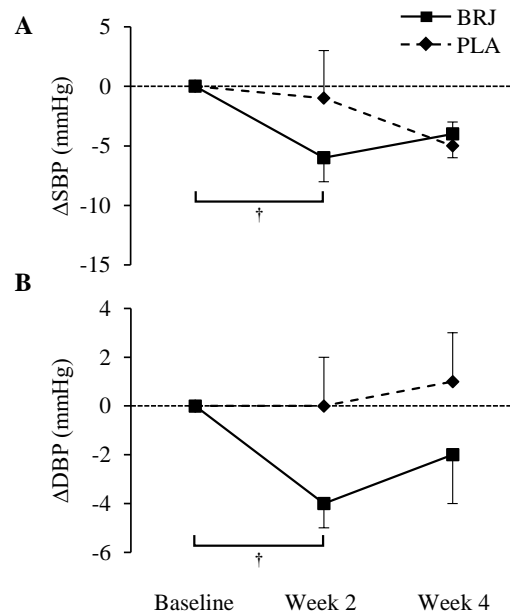 A
BRJ
PLA
ΔSBP (mmHg)
5
0
-5
-10
-15
†
B
ΔDBP (mmHg)
4
2
0
-2
-4
-6
†
Baseline Week 2 Week 4